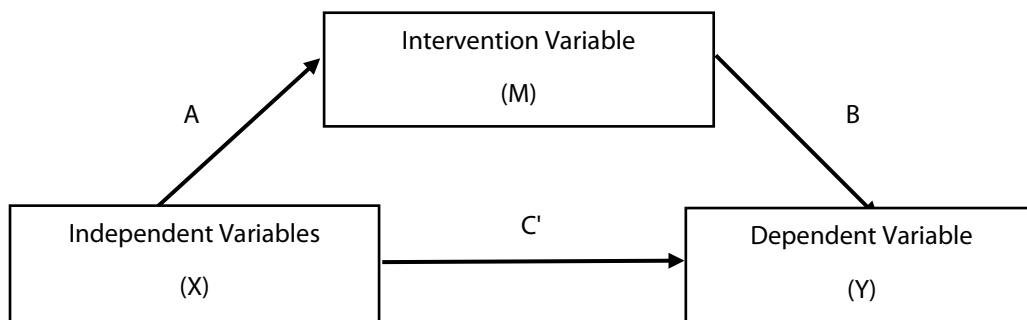 Intervention Variable
(M)
A
B
Independent Variables
(X)
C'
Dependent Variable
(Y)